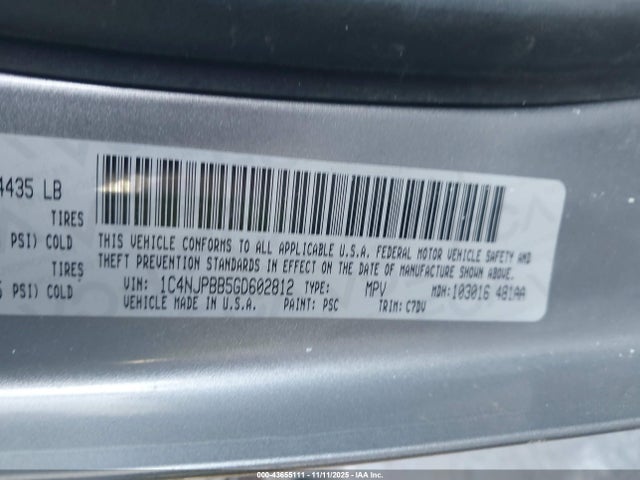 4435 LB
TIRES
PSI) COLD
TIRES
PSI) COLD
THIS VEHICLE CONFORMS TO ALL APPLICABLE U.S.A. FEDERAL MOTOR VEHICLE SAFETY AND
THEFT PREVENTION STANDARDS IN EFFECT ON THE DATE OF MANUFACTURE SHOWN ABOVE.
VIN: 1C4NJPBB5GD602812 TYPE: MPV MDH: 103016 481AA
VEHICLE MADE IN U.S.A. PAINT: PSC TRIM: C7DV
000-43655111 - 11/11/2025 - IAA Inc.